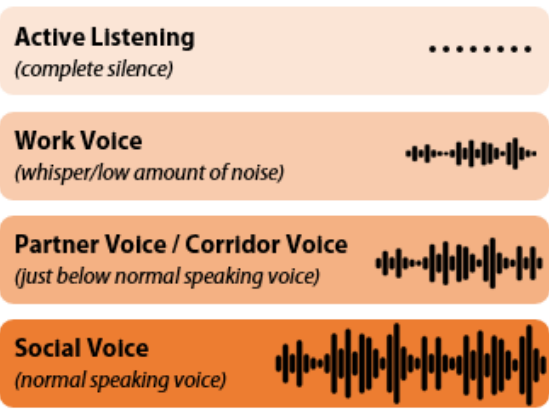 Active Listening
(complete silence)
Work Voice
(whisper/low amount of noise)
Partner Voice / Corridor Voice
(just below normal speaking voice)
Social Voice
(normal speaking voice)